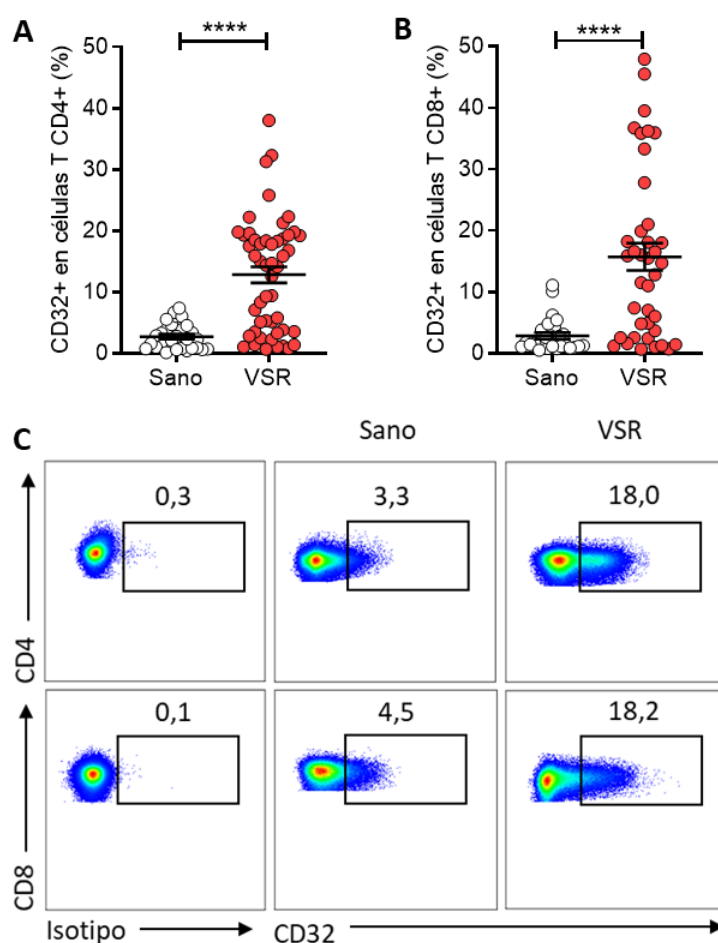 A
B
****
****
CD32+ en células T CD4+ (%)
50
40
30
20
10
0
Sano
VSR
CD32+ en células T CD8+ (%)
50
40
30
20
10
0
Sano
VSR
C
Sano
VSR
CD4
0,3
3,3
18,0
CD8
0,1
4,5
18,2
Isotipo
CD32